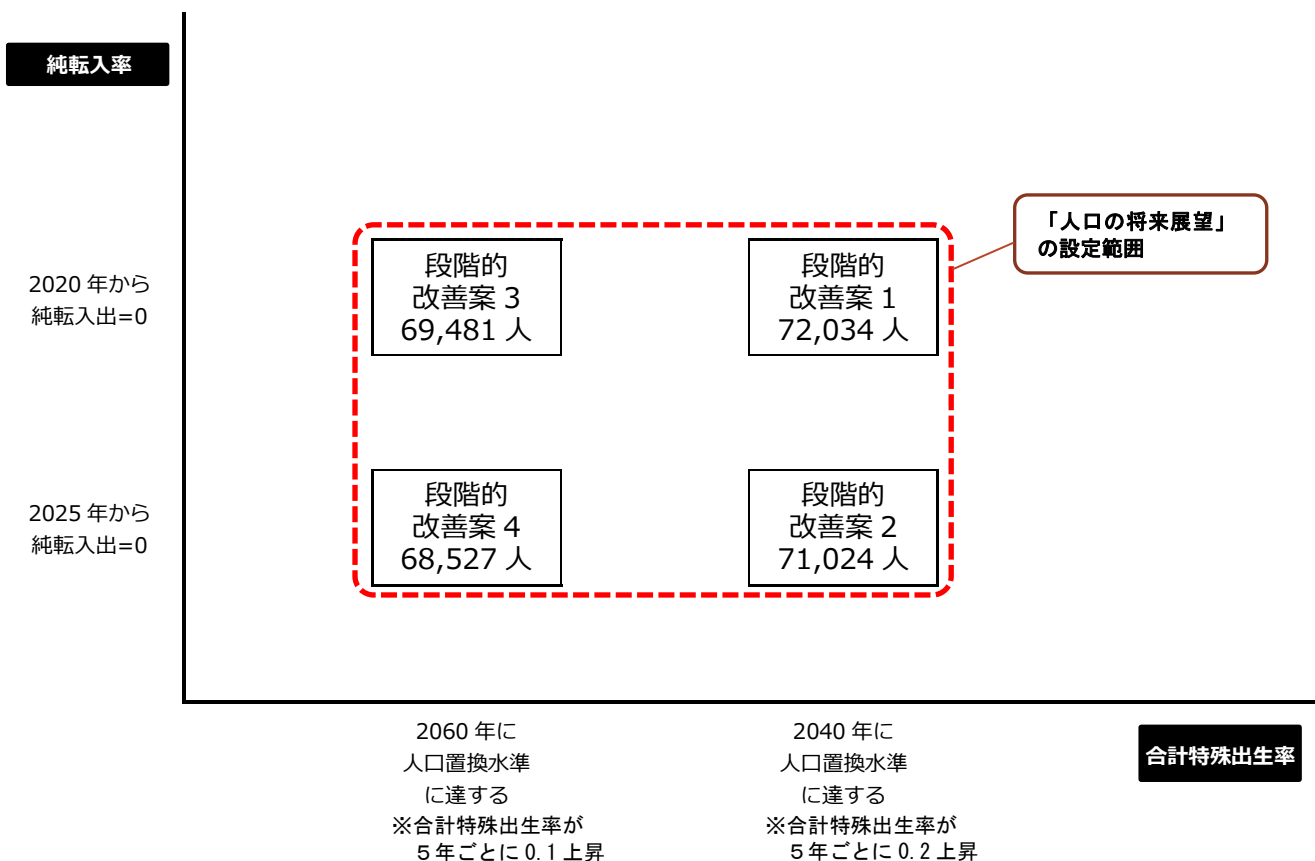 純転入率
「人口の将来展望」
の設定範囲
2020 年から
純転入出=0
段階的
改善案 3
69,481 人
段階的
改善案 1
72,034 人
2025 年から
純転入出=0
段階的
改善案 4
68,527 人
段階的
改善案 2
71,024 人
2060 年に
人口置換水準
に達する
※合計特殊出生率が
５年ごとに 0.1 上昇
2040 年に
人口置換水準
に達する
※合計特殊出生率が
５年ごとに 0.2 上昇
合計特殊出生率